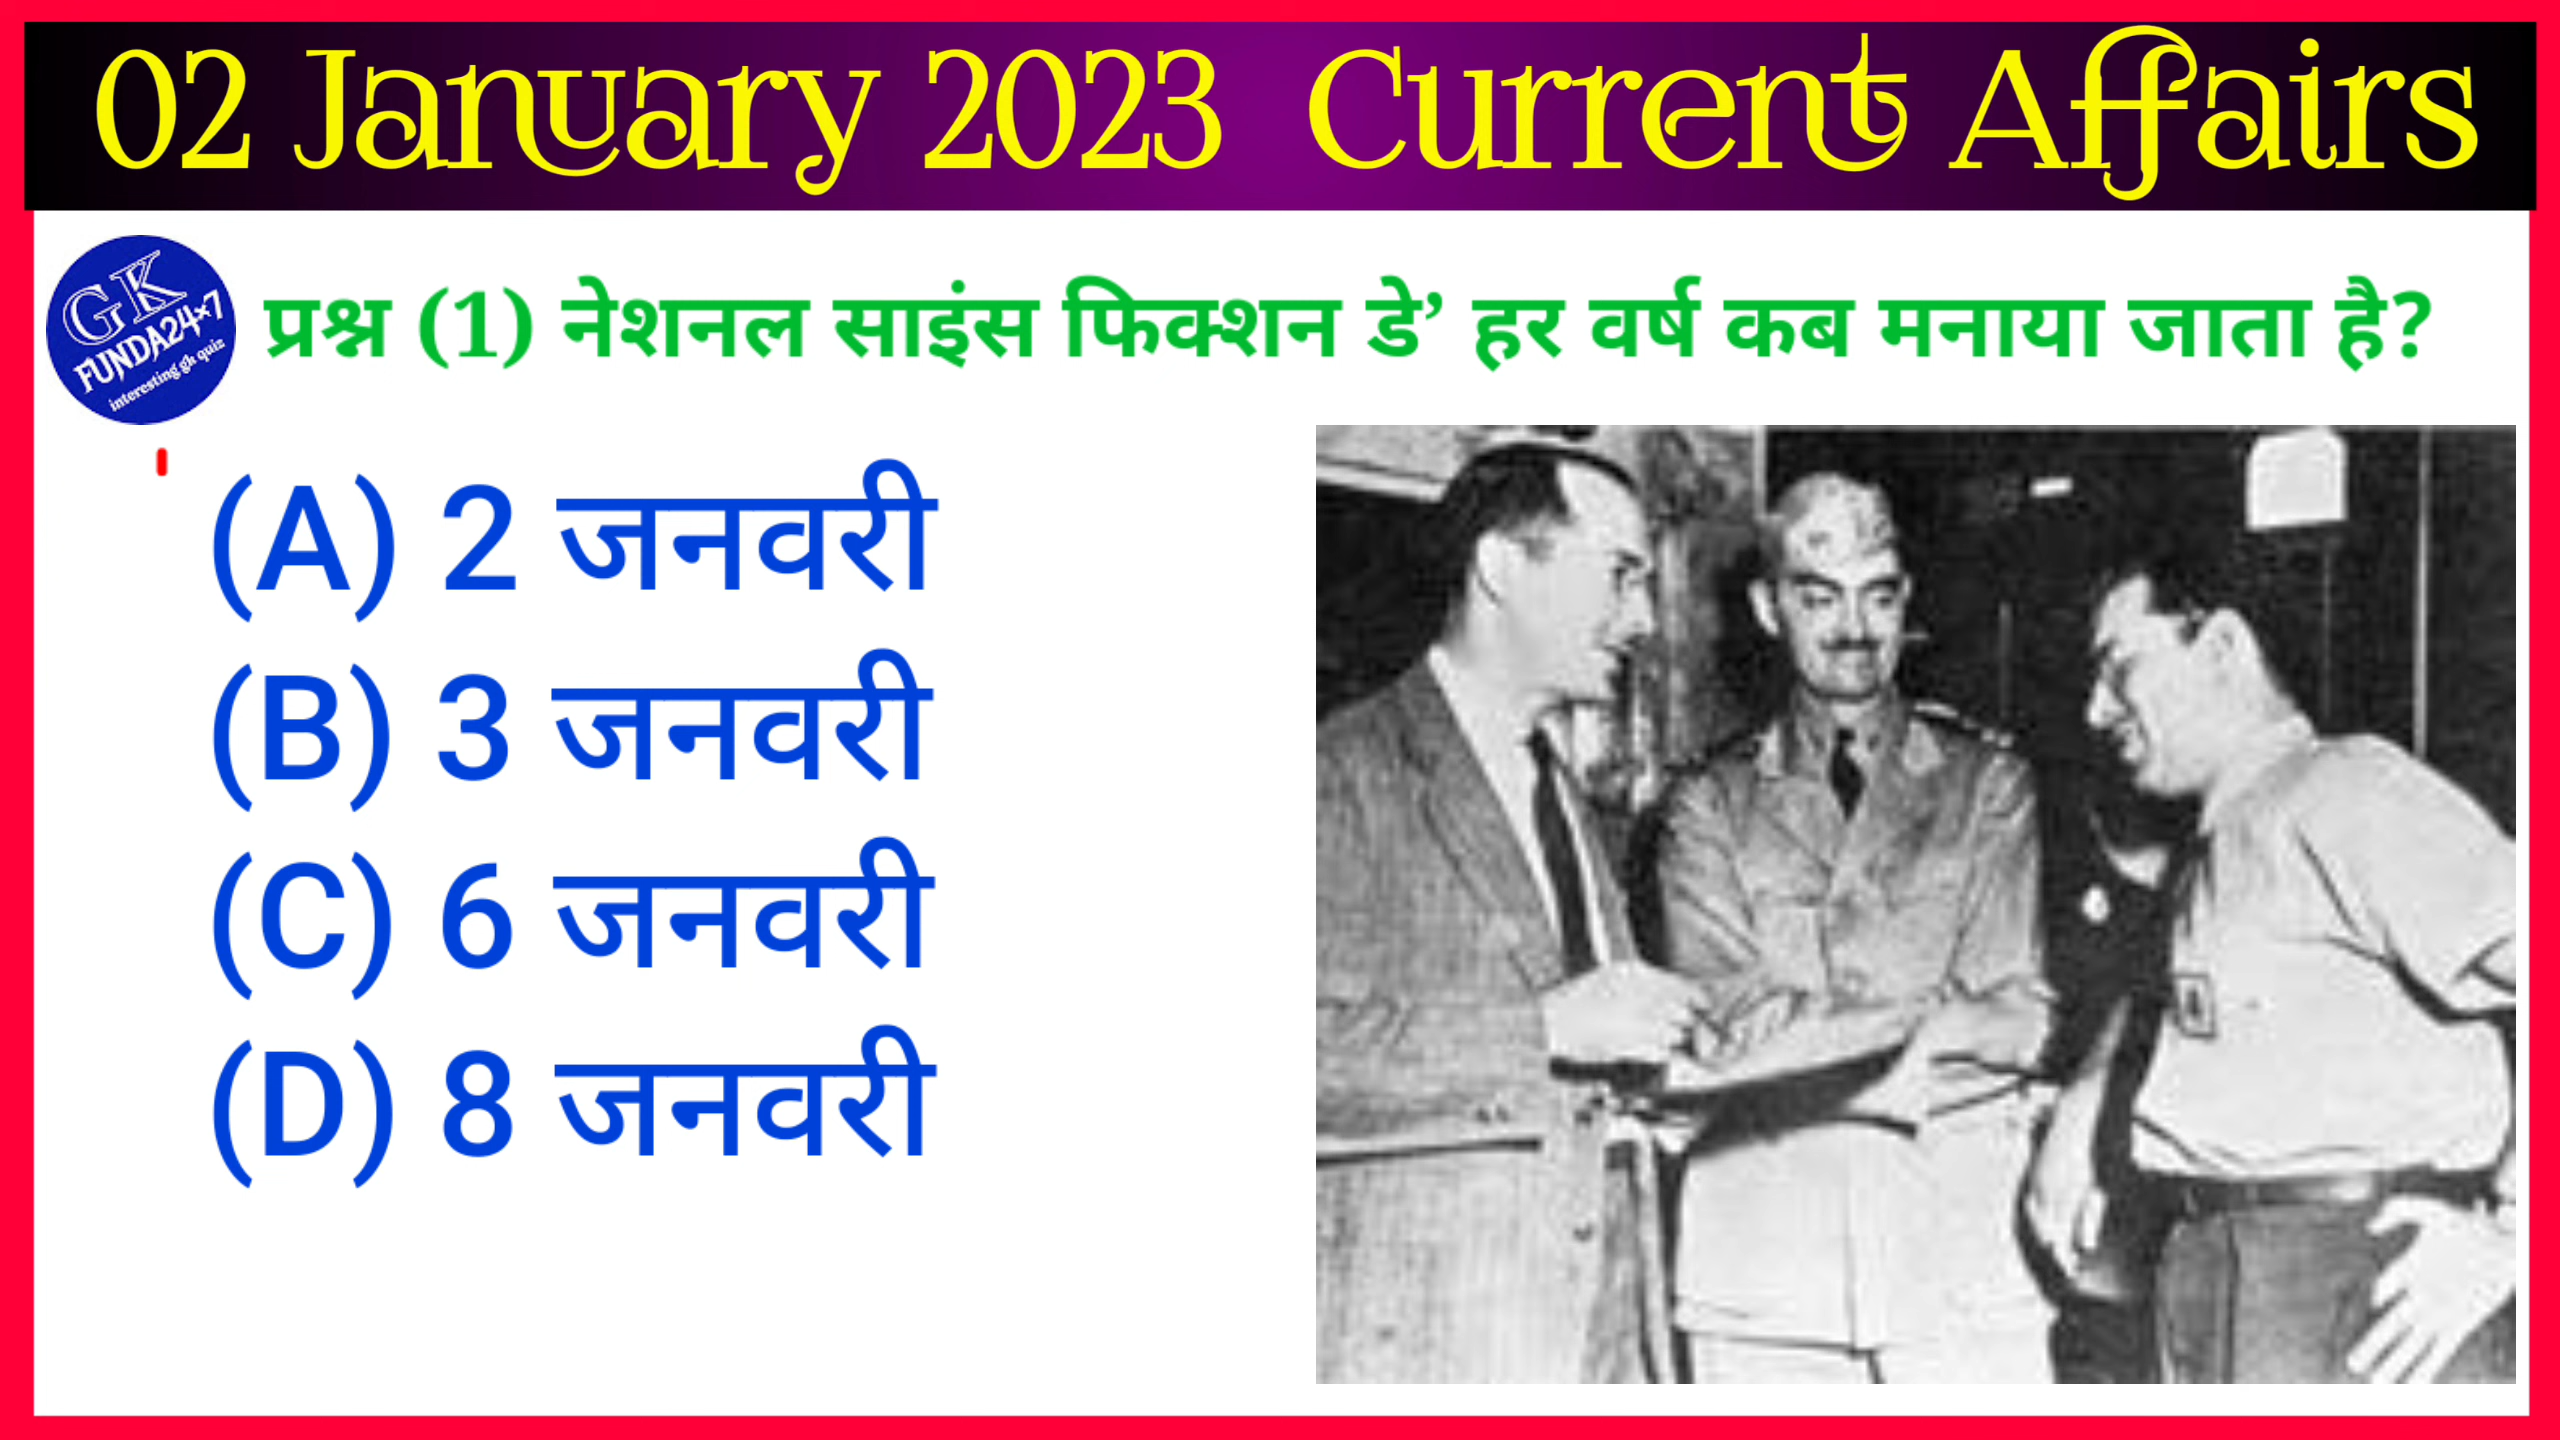 02 January 2023 Current Affairs
GK
FUNDA24×7
interesting gk quiz
प्रश्न (1) नेशनल साइंस फिक्शन डे’ हर वर्ष कब मनाया जाता है?
(A) 2 जनवरी
(B) 3 जनवरी
(C) 6 जनवरी
(D) 8 जनवरी